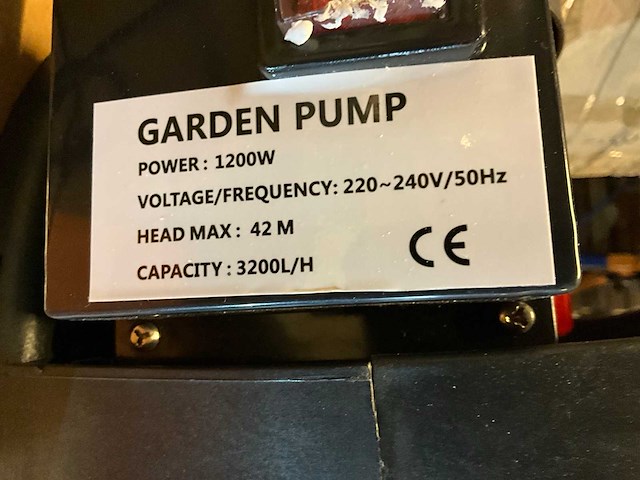 GARDEN PUMP
POWER : 1200W
VOLTAGE/FREQUENCY: 220~240V/50Hz
HEAD MAX : 42 M
CAPACITY : 3200L/H
CE